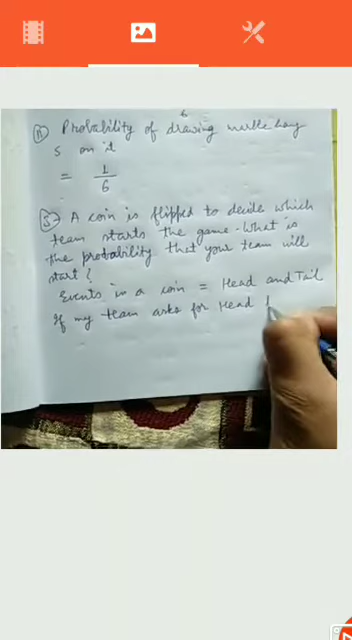 6
(ii) Probability of drawing marble having
5 on it
= 1/6
(3) A coin is flipped to decide which
team starts the game. What is
the probability that your team will
start?
Events in a coin = Head and Tail
If my team asks for Head